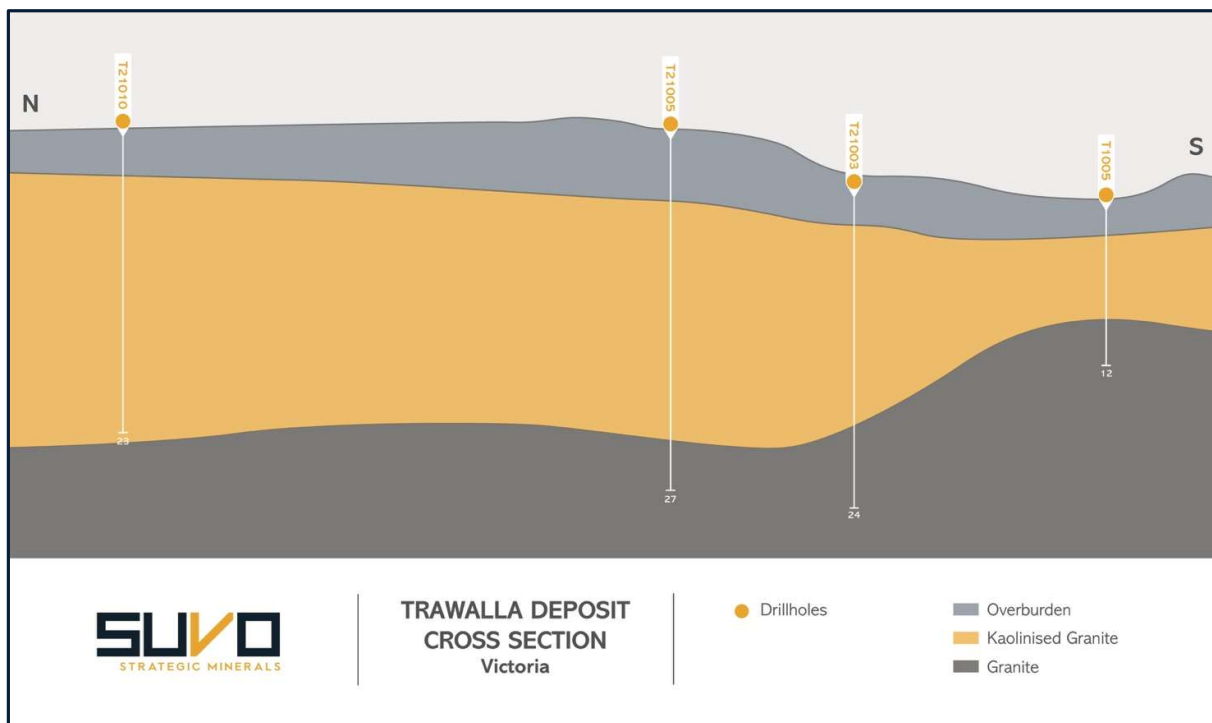 N
T21010
T21005
T21003
T1005
S
23
27
24
12
SUVO
STRATEGIC MINERALS
TRAWALLA DEPOSIT
CROSS SECTION
Victoria
Drillholes
Overburden
Kaolinised Granite
Granite